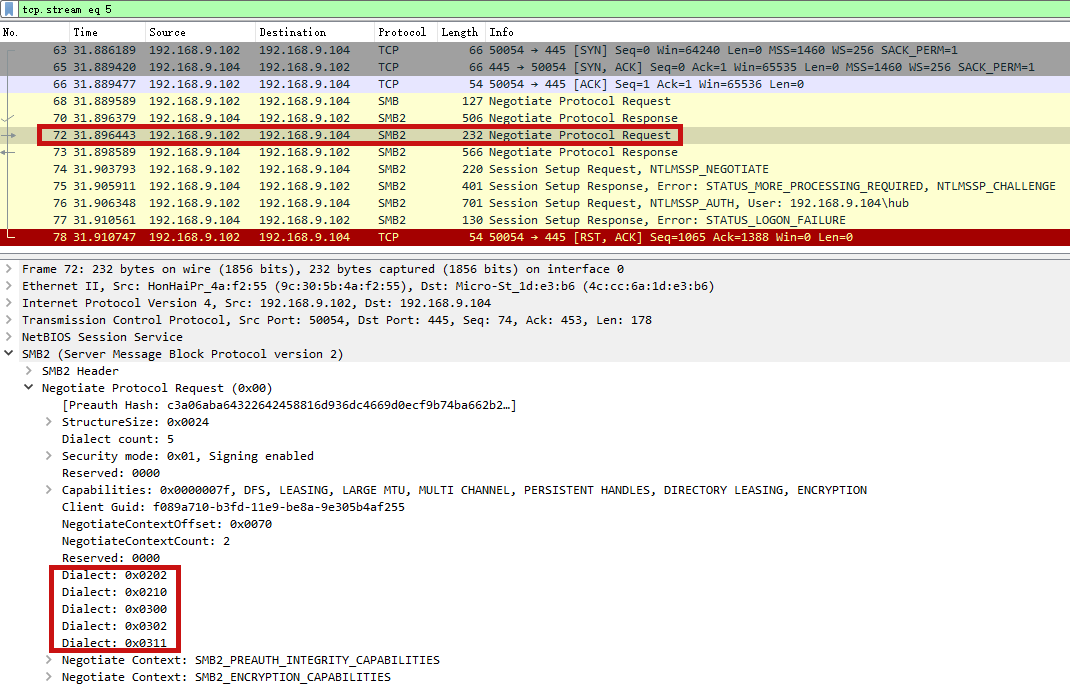 tcp.stream eq 5
No. Time Source Destination Protocol Length Info
63 31.886189 192.168.9.102 192.168.9.104 TCP 66 50054 → 445 [SYN] Seq=0 Win=64240 Len=0 MSS=1460 WS=256 SACK_PERM=1
65 31.889420 192.168.9.104 192.168.9.102 TCP 66 445 → 50054 [SYN, ACK] Seq=0 Ack=1 Win=65535 Len=0 MSS=1460 WS=256 SACK_PERM=1
66 31.889477 192.168.9.102 192.168.9.104 TCP 54 50054 → 445 [ACK] Seq=1 Ack=1 Win=65536 Len=0
68 31.889589 192.168.9.102 192.168.9.104 SMB 127 Negotiate Protocol Request
70 31.896379 192.168.9.104 192.168.9.102 SMB2 506 Negotiate Protocol Response
72 31.896443 192.168.9.102 192.168.9.104 SMB2 232 Negotiate Protocol Request
73 31.898589 192.168.9.104 192.168.9.102 SMB2 566 Negotiate Protocol Response
74 31.903793 192.168.9.102 192.168.9.104 SMB2 220 Session Setup Request, NTLMSSP_NEGOTIATE
75 31.905911 192.168.9.104 192.168.9.102 SMB2 401 Session Setup Response, Error: STATUS_MORE_PROCESSING_REQUIRED, NTLMSSP_CHALLENGE
76 31.906348 192.168.9.102 192.168.9.104 SMB2 701 Session Setup Request, NTLMSSP_AUTH, User: 192.168.9.104\hub
77 31.910561 192.168.9.104 192.168.9.102 SMB2 130 Session Setup Response, Error: STATUS_LOGON_FAILURE
78 31.910747 192.168.9.102 192.168.9.104 TCP 54 50054 → 445 [RST, ACK] Seq=1065 Ack=1388 Win=0 Len=0
Frame 72: 232 bytes on wire (1856 bits), 232 bytes captured (1856 bits) on interface 0
Ethernet II, Src: HonHaiPr_4a:f2:55 (9c:30:5b:4a:f2:55), Dst: Micro-St_1d:e3:b6 (4c:cc:6a:1d:e3:b6)
Internet Protocol Version 4, Src: 192.168.9.102, Dst: 192.168.9.104
Transmission Control Protocol, Src Port: 50054, Dst Port: 445, Seq: 74, Ack: 453, Len: 178
NetBIOS Session Service
SMB2 (Server Message Block Protocol version 2)
SMB2 Header
Negotiate Protocol Request (0x00)
[Preauth Hash: c3a06aba64322642458816d936dc4669d0ecf9b74ba662b2…]
StructureSize: 0x0024
Dialect count: 5
Security mode: 0x01, Signing enabled
Reserved: 0000
Capabilities: 0x0000007f, DFS, LEASING, LARGE MTU, MULTI CHANNEL, PERSISTENT HANDLES, DIRECTORY LEASING, ENCRYPTION
Client Guid: f089a710-b3fd-11e9-be8a-9e305b4af255
NegotiateContextOffset: 0x0070
NegotiateContextCount: 2
Reserved: 0000
Dialect: 0x0202
Dialect: 0x0210
Dialect: 0x0300
Dialect: 0x0302
Dialect: 0x0311
Negotiate Context: SMB2_PREAUTH_INTEGRITY_CAPABILITIES
Negotiate Context: SMB2_ENCRYPTION_CAPABILITIES